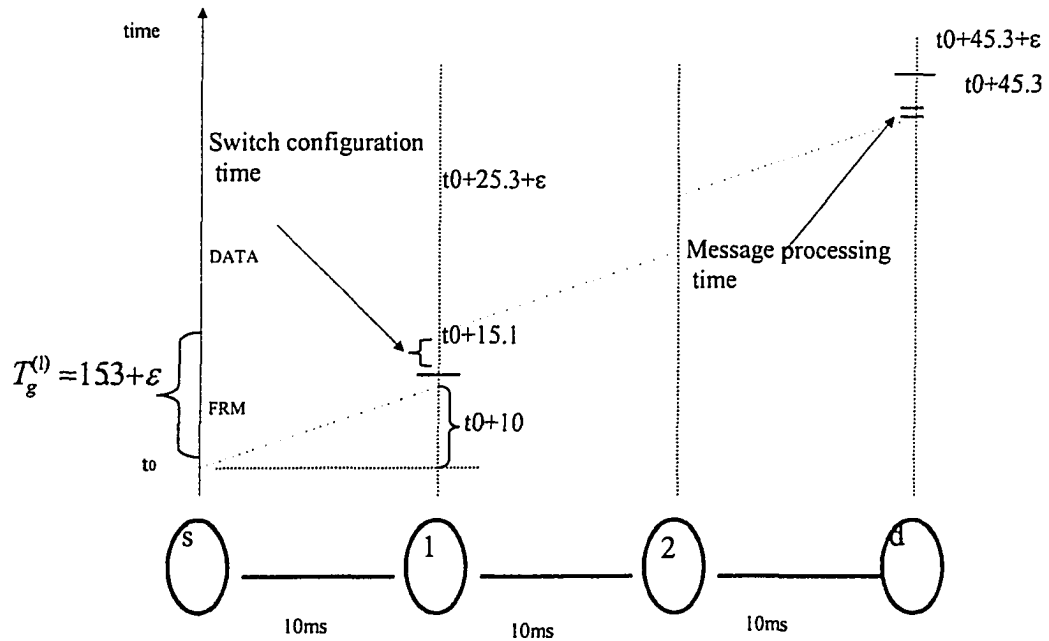 time
t0+45.3+ε
t0+45.3
Switch configuration
time
t0+25.3+ε
DATA
Message processing
time
t0+15.1
T_g^(1) = 15.3+ε
FRM
t0+10
t0
s
1
2
d
10ms
10ms
10ms